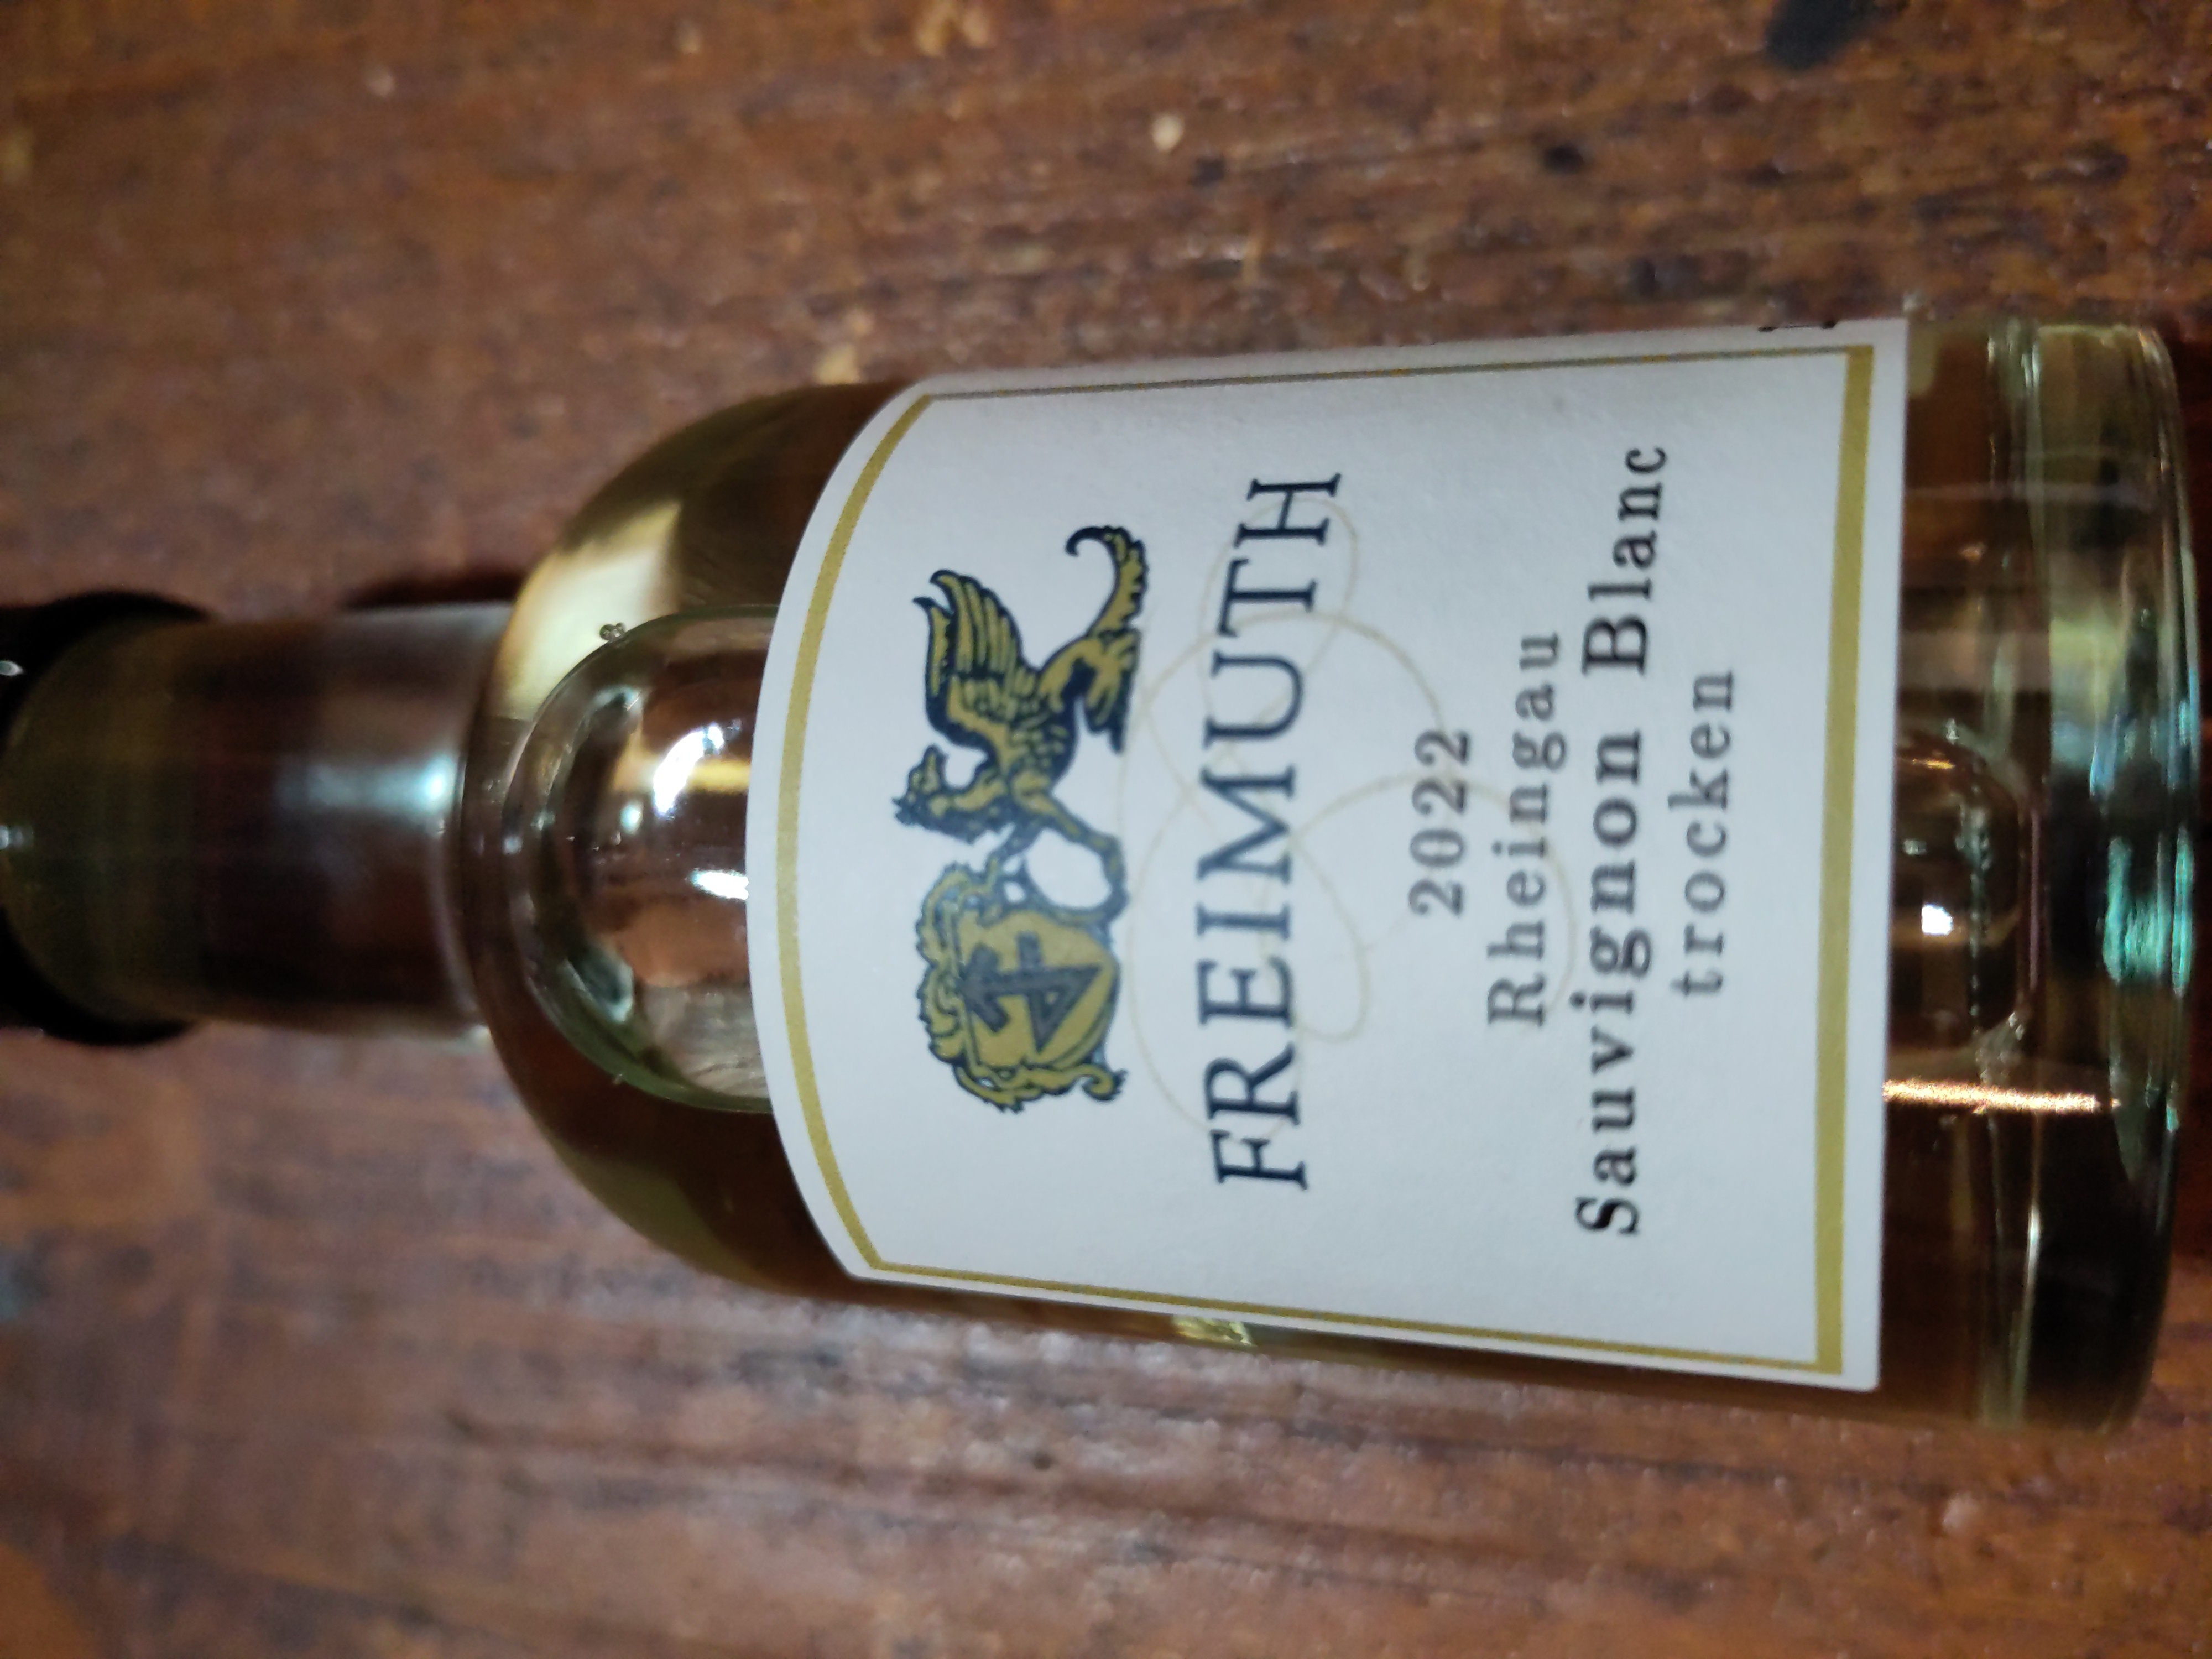 FREIMUTH
2022
Rheingau
Sauvignon Blanc
trocken